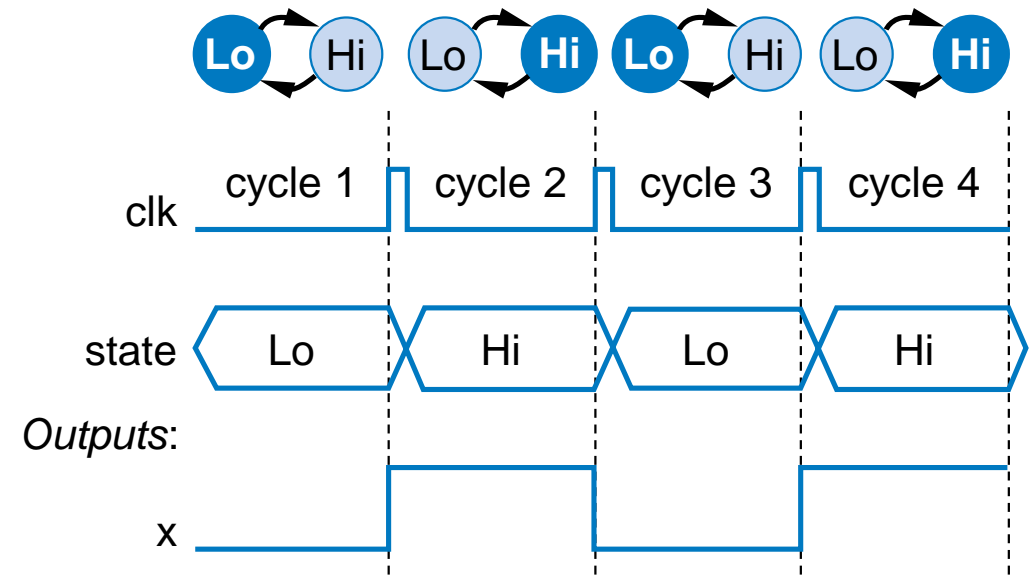 Lo Hi Lo Hi Lo Hi Lo Hi
cycle 1 cycle 2 cycle 3 cycle 4
clk
state Lo Hi Lo Hi
Outputs:
x